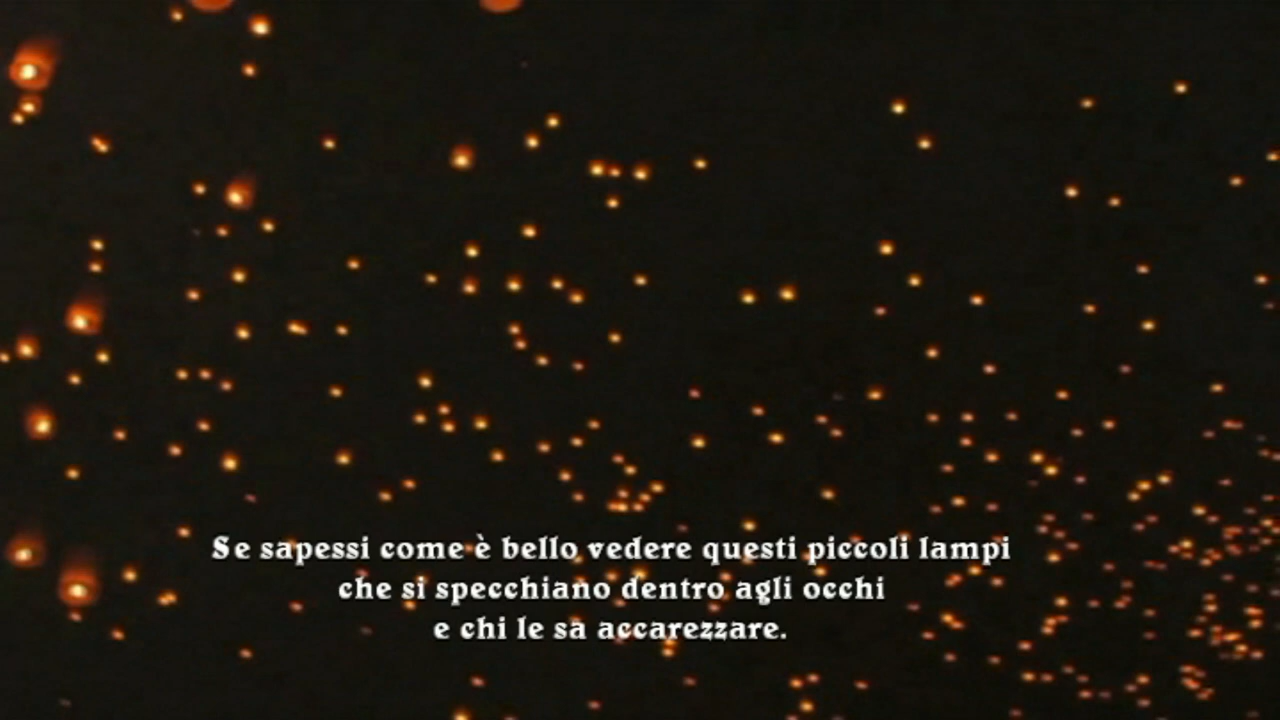 Se sapessi come è bello vedere questi piccoli lampi
che si specchiano dentro agli occhi
e chi le sa accarezzare.